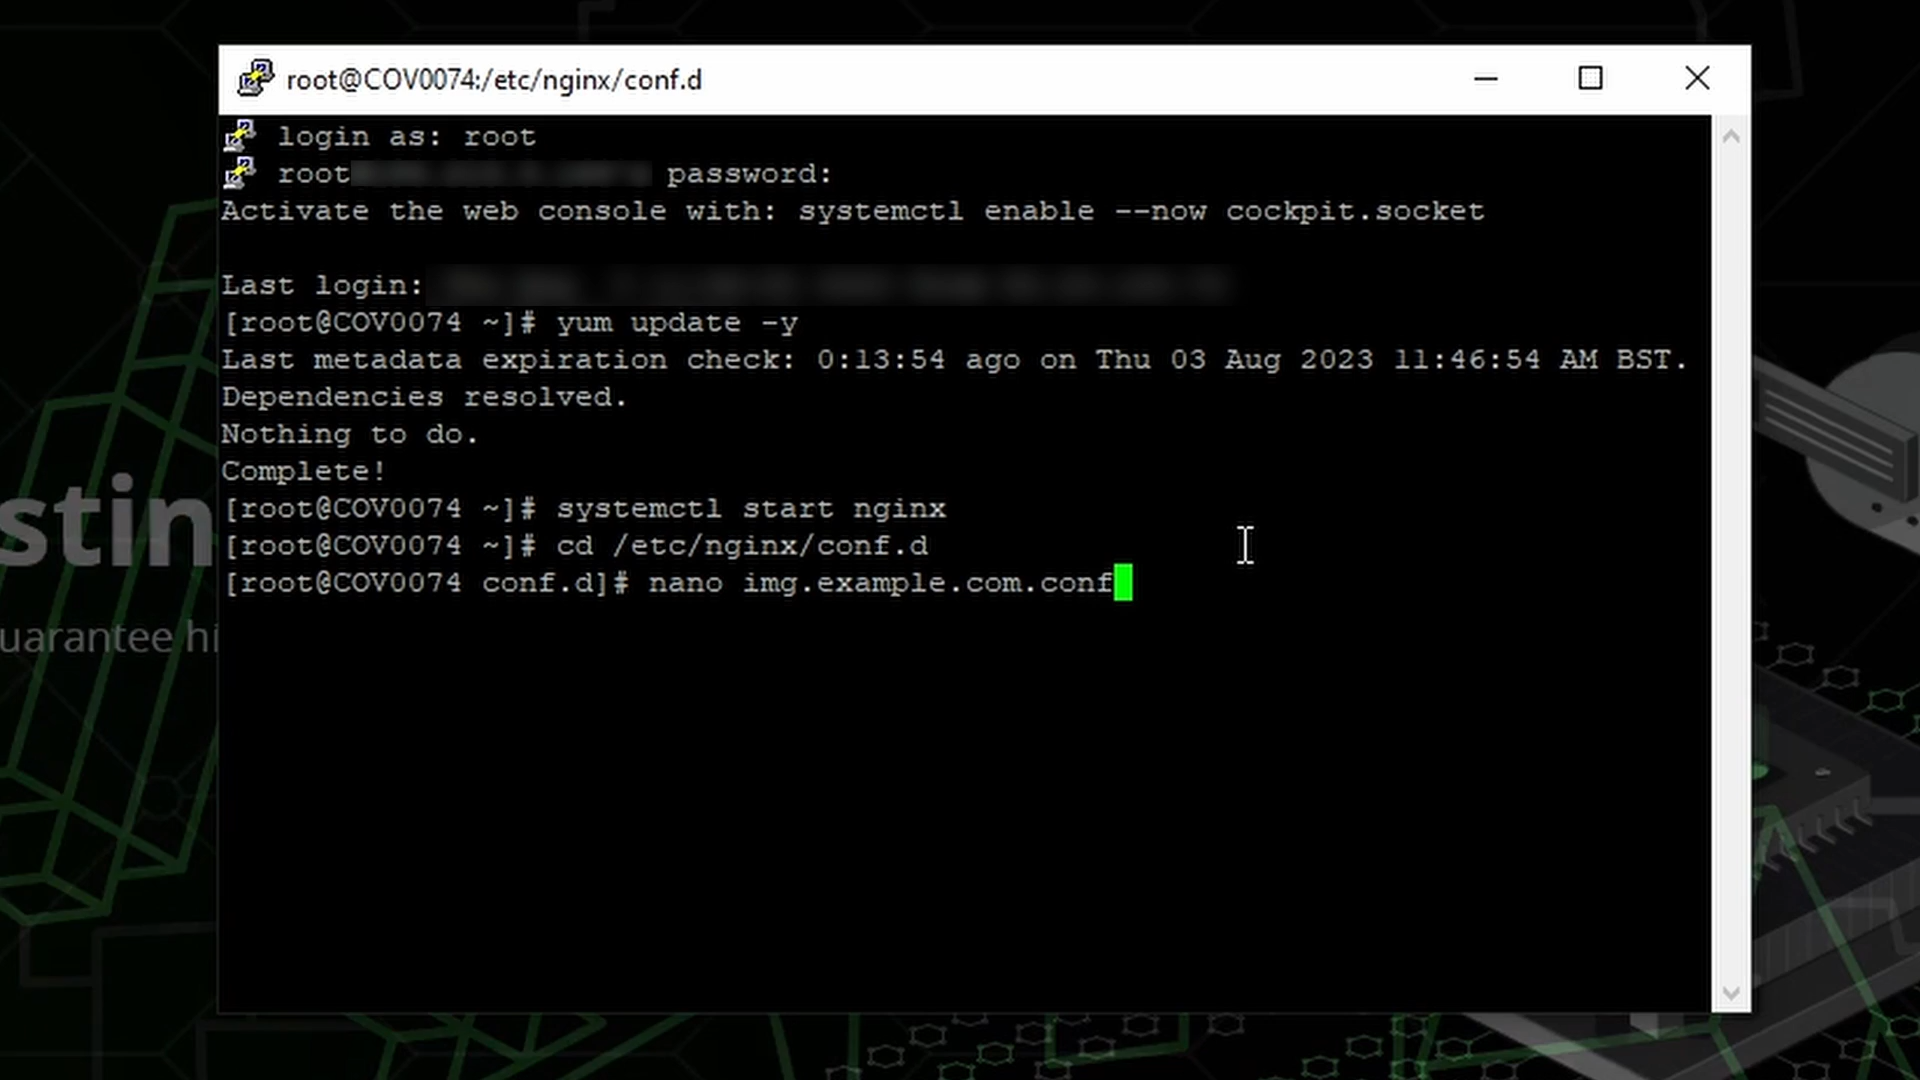 root@COV0074:/etc/nginx/conf.d
login as: root
root password:
Activate the web console with: systemctl enable --now cockpit.socket
Last login:
[root@COV0074 ~]# yum update -y
Last metadata expiration check: 0:13:54 ago on Thu 03 Aug 2023 11:46:54 AM BST.
Dependencies resolved.
Nothing to do.
Complete!
[root@COV0074 ~]# systemctl start nginx
[root@COV0074 ~]# cd /etc/nginx/conf.d
[root@COV0074 conf.d]# nano img.example.com.conf
stin
uarantee hi